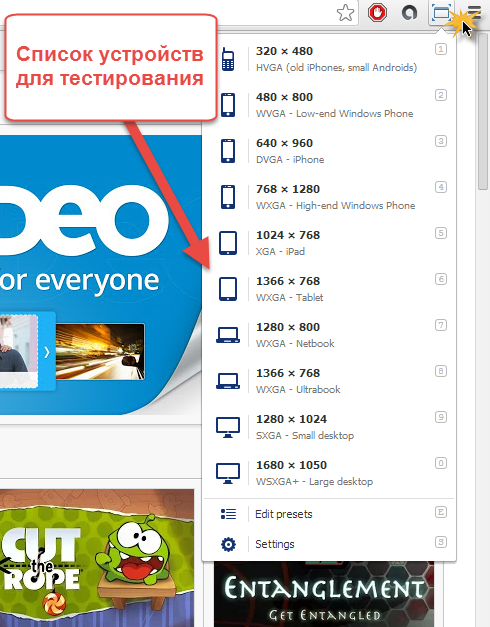 Список устройств
для тестирования
320 × 480
1
HVGA (old iPhones, small Androids)
480 × 800
2
WVGA - Low-end Windows Phone
640 × 960
3
DVGA - iPhone
768 × 1280
4
WXGA - High-end Windows Phone
1024 × 768
5
XGA - iPad
1366 × 768
6
WXGA - Tablet
1280 × 800
7
WXGA - Netbook
1366 × 768
8
WXGA - Ultrabook
1280 × 1024
9
SXGA - Small desktop
1680 × 1050
0
WSXGA+ - Large desktop
Edit presets
E
Settings
S
deo
or everyone
CUT
the
ROPE
ENTANGLEMENT
GET ENTANGLED